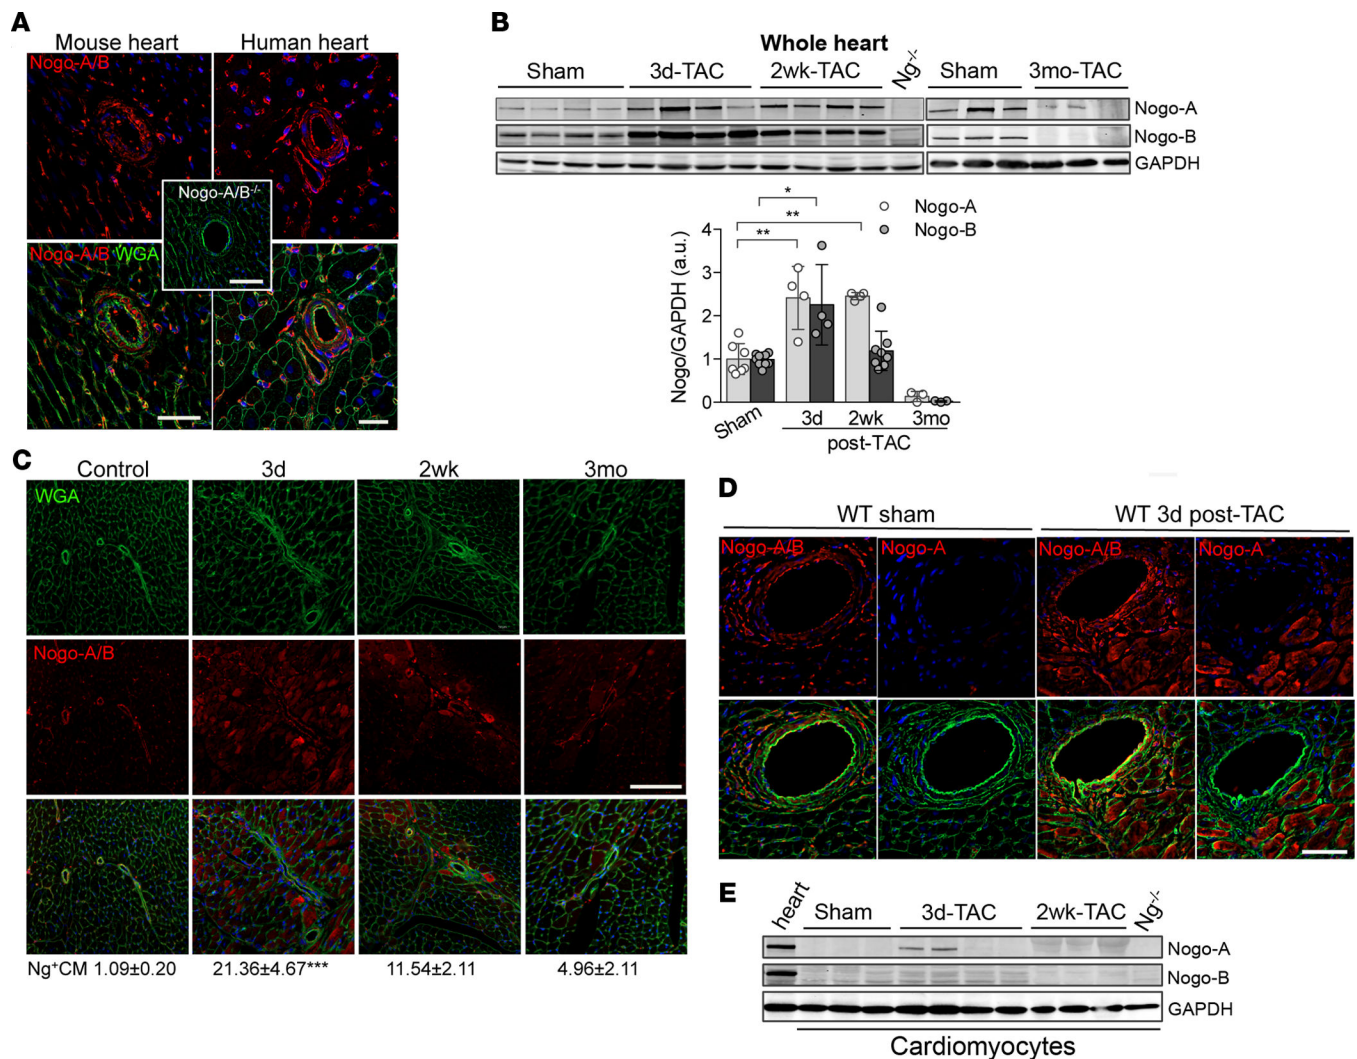 A
Mouse heart Human heart
Nogo-A/B
Nogo-A/B-/-
Nogo-A/B WGA
B
Whole heart
Sham 3d-TAC 2wk-TAC Ng-/- Sham 3mo-TAC
Nogo-A
Nogo-B
GAPDH
*
**
**
Nogo-A
Nogo-B
Nogo/GAPDH (a.u.)
4
3
2
1
0
Sham 3d 2wk 3mo
post-TAC
C
Control 3d 2wk 3mo
WGA
Nogo-A/B
Ng+CM 1.09±0.20 21.36±4.67*** 11.54±2.11 4.96±2.11
D
WT sham WT 3d post-TAC
Nogo-A/B Nogo-A Nogo-A/B Nogo-A
E
heart Sham 3d-TAC 2wk-TAC Ng-/-
Nogo-A
Nogo-B
GAPDH
Cardiomyocytes